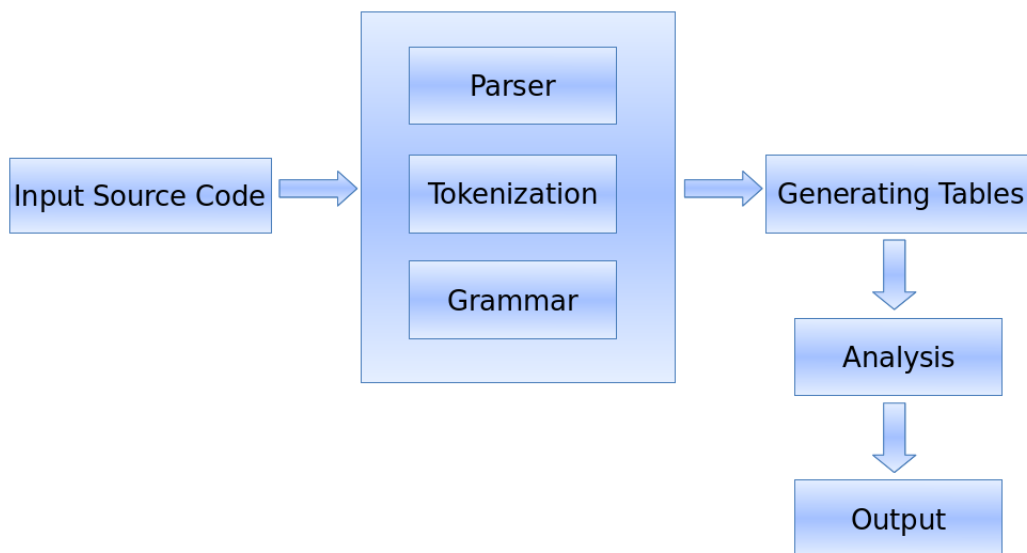 Input Source Code
Parser
Tokenization
Grammar
Generating Tables
Analysis
Output